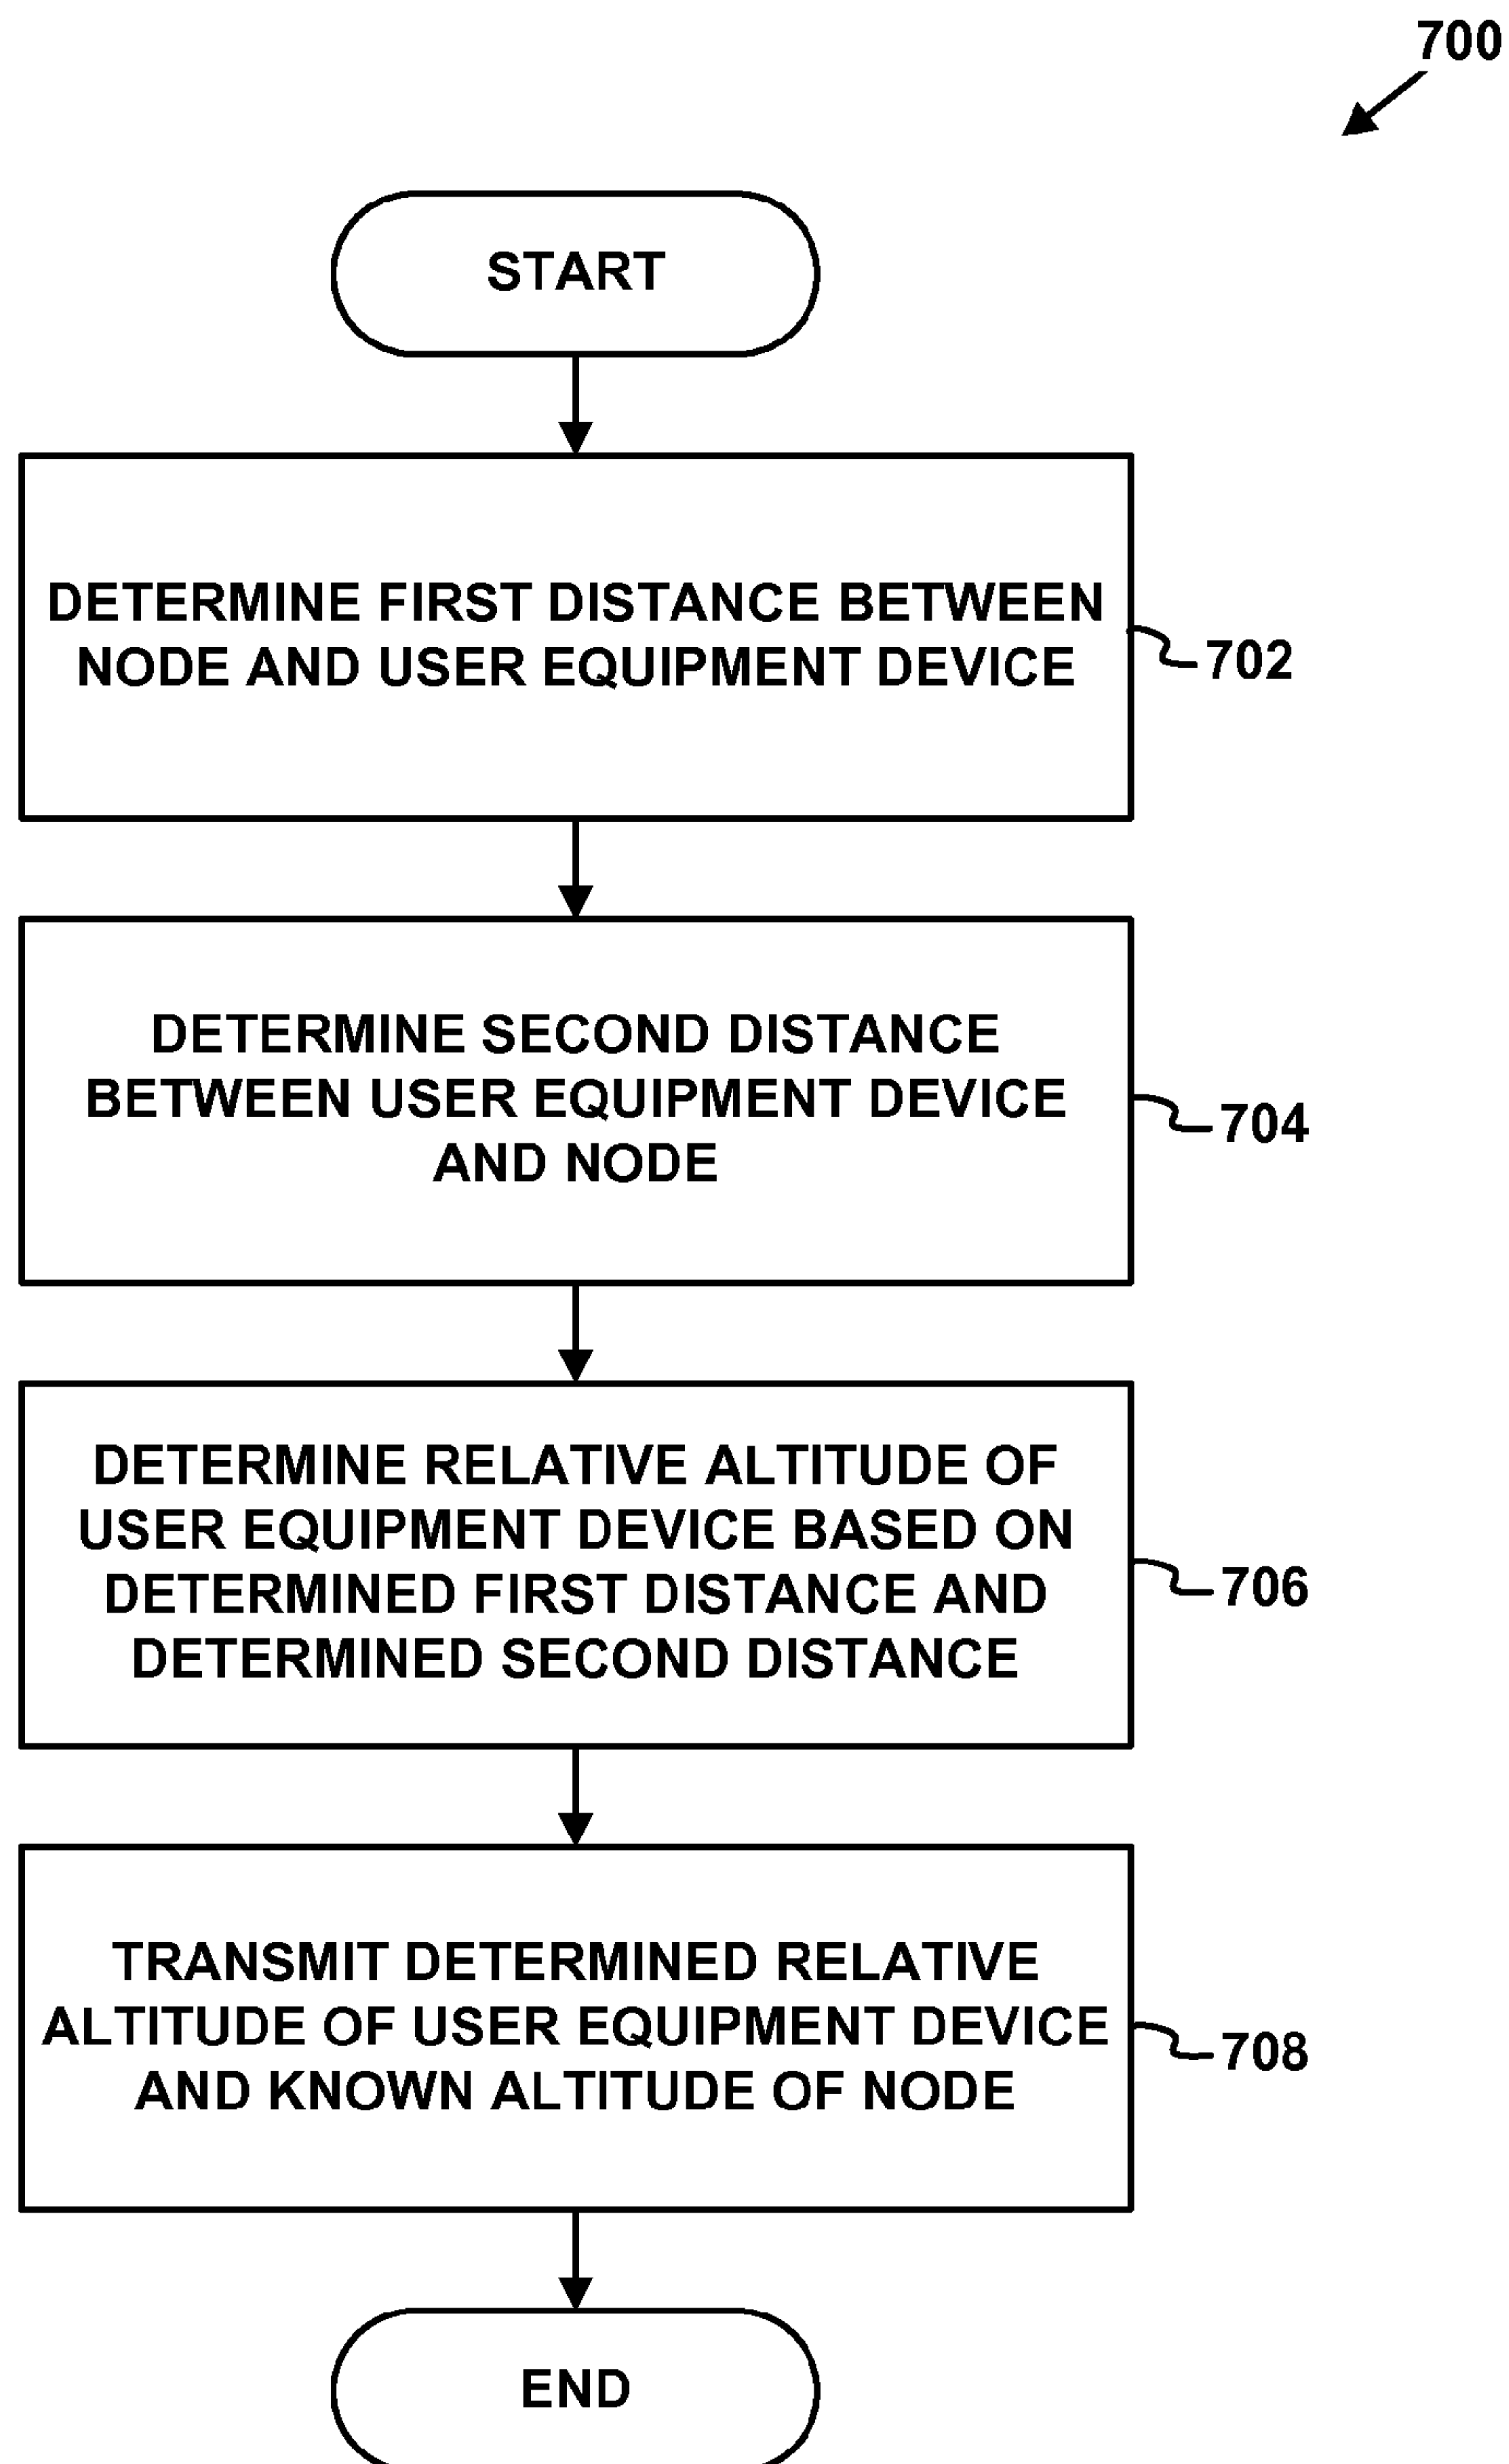 700
START
DETERMINE FIRST DISTANCE BETWEEN
NODE AND USER EQUIPMENT DEVICE
702
DETERMINE SECOND DISTANCE
BETWEEN USER EQUIPMENT DEVICE
AND NODE
704
DETERMINE RELATIVE ALTITUDE OF
USER EQUIPMENT DEVICE BASED ON
DETERMINED FIRST DISTANCE AND
DETERMINED SECOND DISTANCE
706
TRANSMIT DETERMINED RELATIVE
ALTITUDE OF USER EQUIPMENT DEVICE
AND KNOWN ALTITUDE OF NODE
708
END